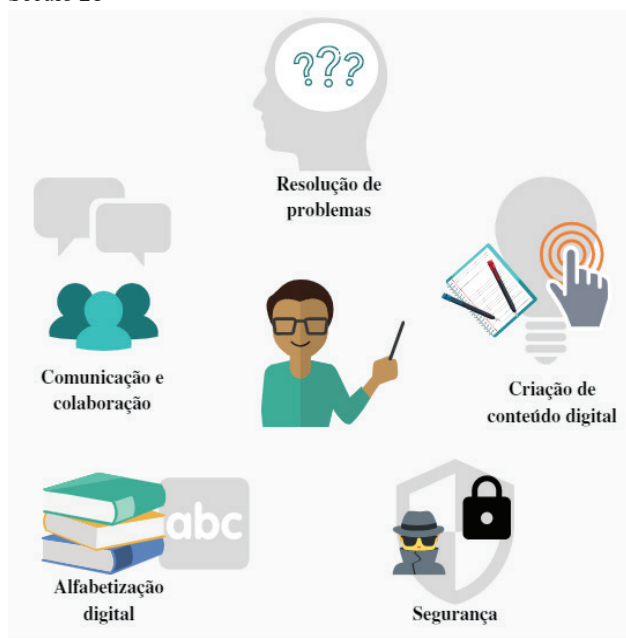 ???
Resolução de
problemas
Comunicação e
colaboração
Criação de
conteúdo digital
abc
Alfabetização
digital
Segurança